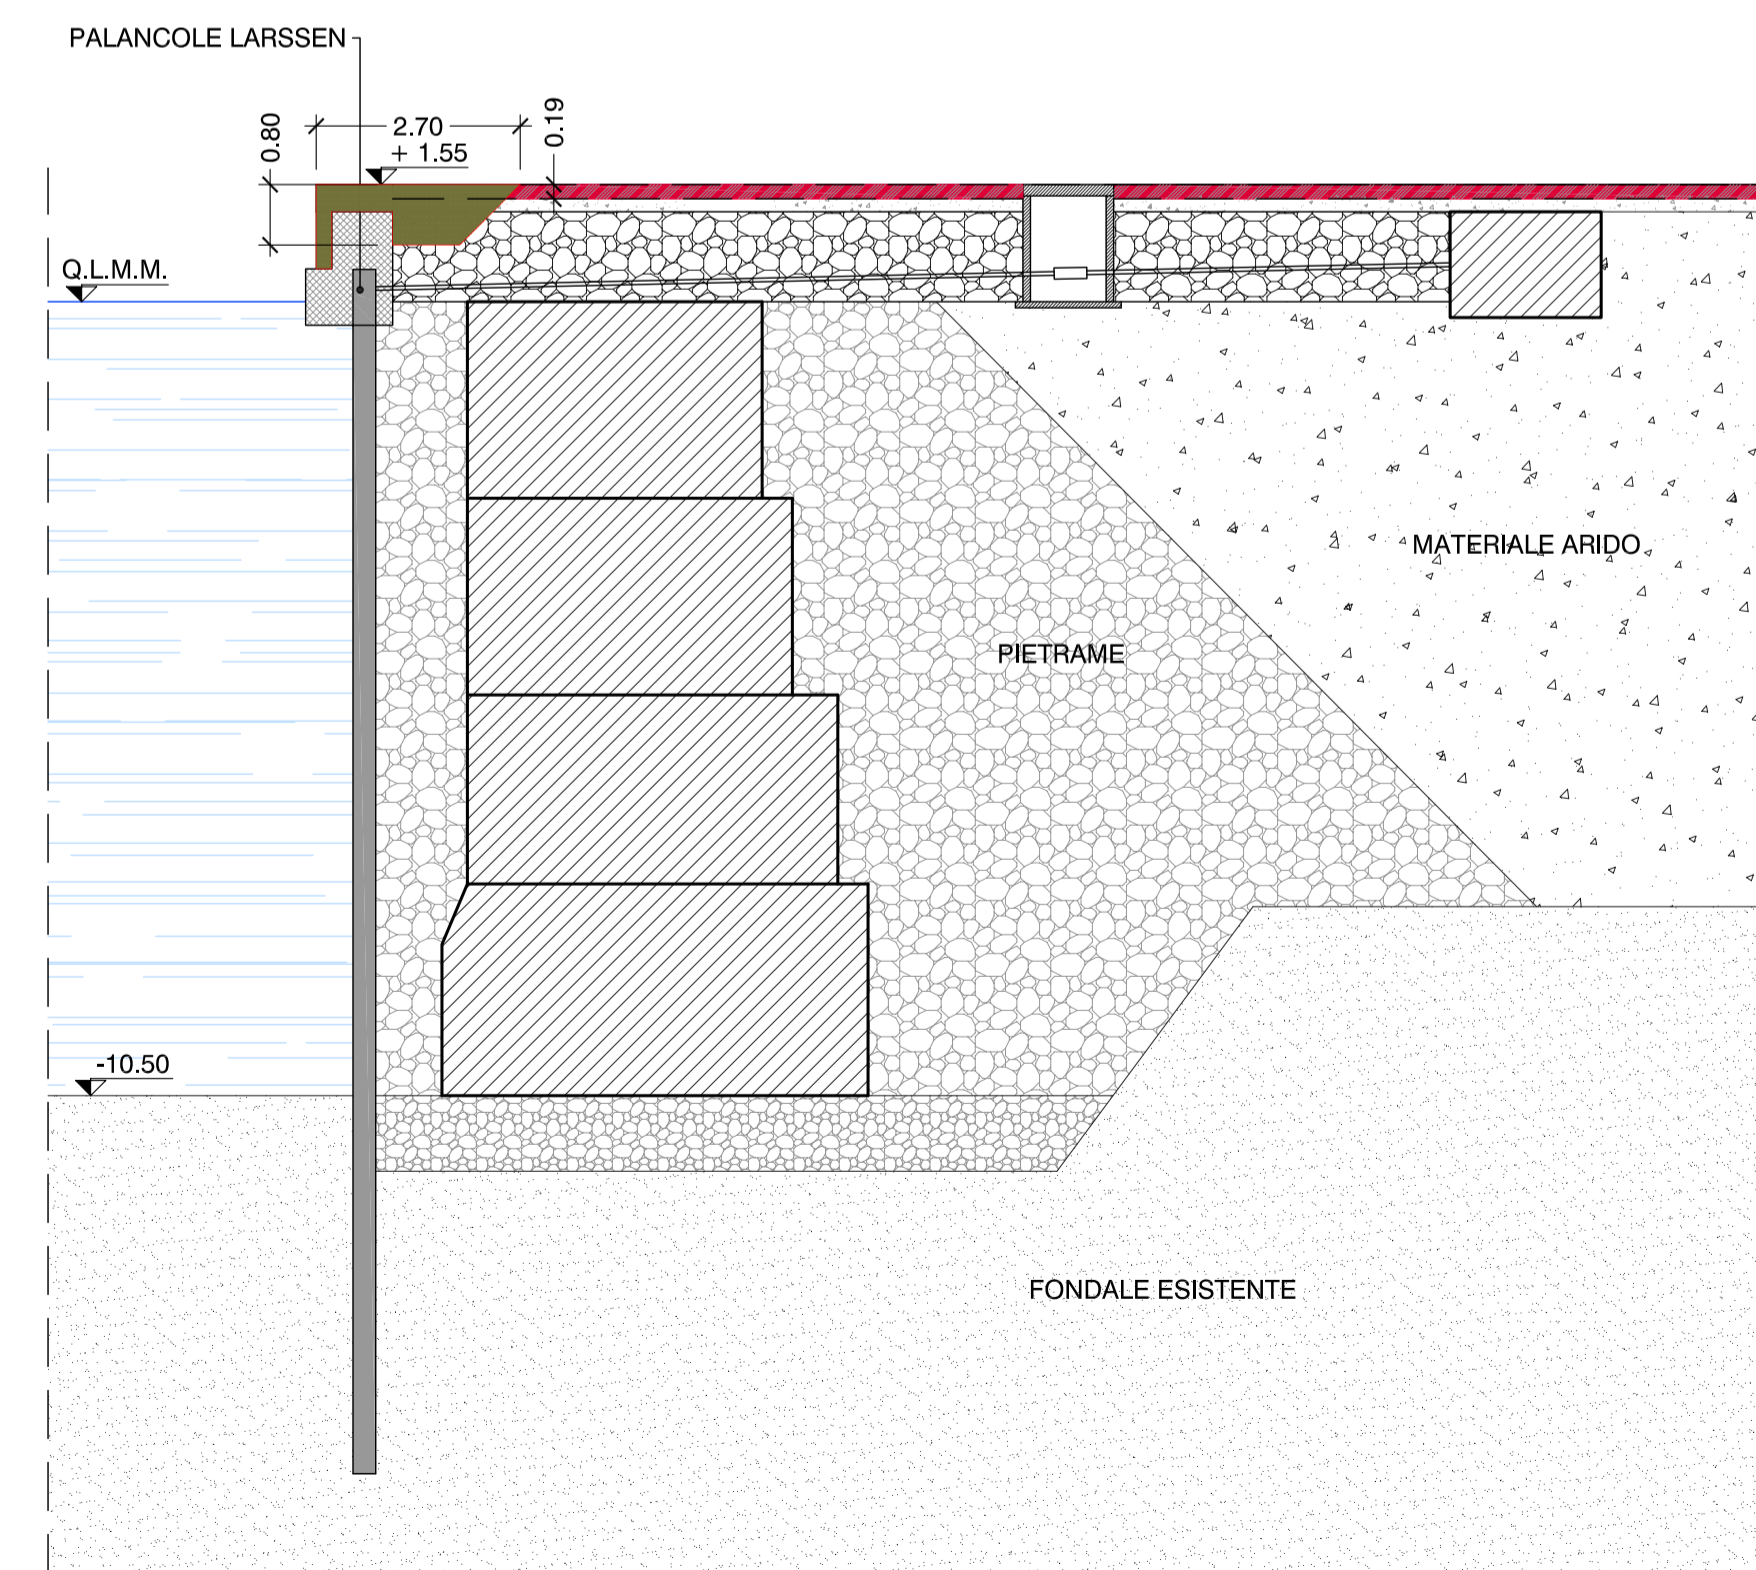 PALANCOLE LARSSEN
0.80
2.70
+ 1.55
0.19
Q.L.M.M.
MATERIALE ARIDO
PIETRAME
-10.50
FONDALE ESISTENTE